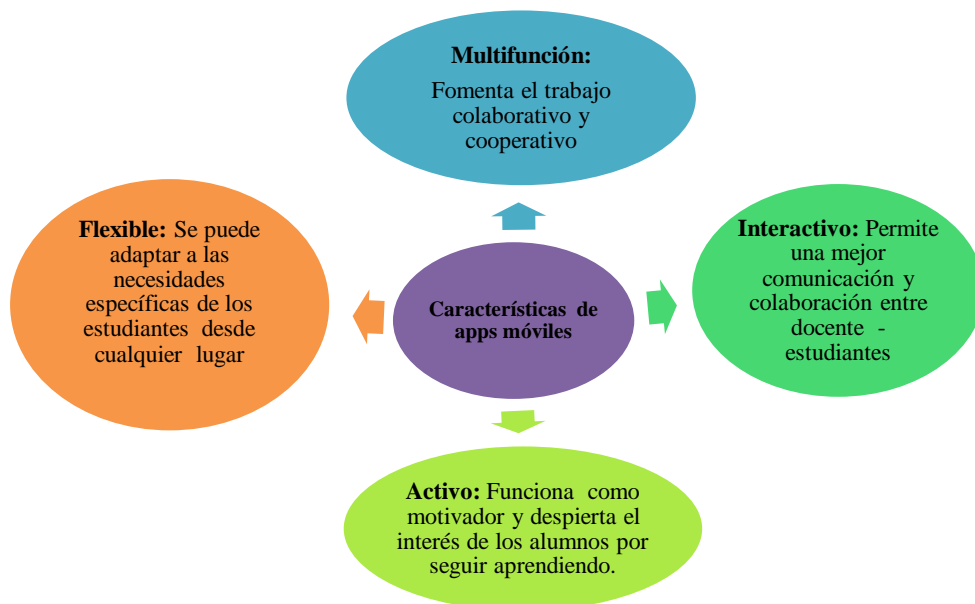 Multifunción:
Fomenta el trabajo
colaborativo y
cooperativo
Flexible: Se puede
adaptar a las
necesidades
específicas de los
estudiantes desde
cualquier lugar
Características de
apps móviles
Interactivo: Permite
una mejor
comunicación y
colaboración entre
docente -
estudiantes
Activo: Funciona como
motivador y despierta el
interés de los alumnos por
seguir aprendiendo.